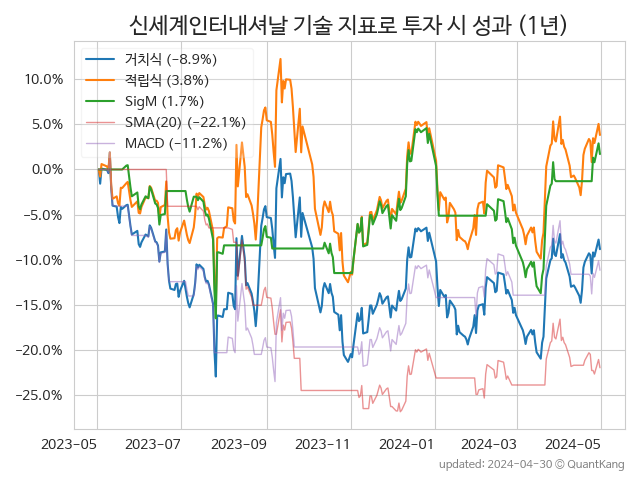 신세계인터내셔날 기술 지표로 투자 시 성과 (1년)
거치식 (−8.9%)
적립식 (3.8%)
SigM (1.7%)
SMA(20) (−22.1%)
MACD (−11.2%)
10.0%
5.0%
0.0%
−5.0%
−10.0%
−15.0%
−20.0%
−25.0%
2023-05 2023-07 2023-09 2023-11 2024-01 2024-03 2024-05
updated: 2024-04-30 © QuantKang